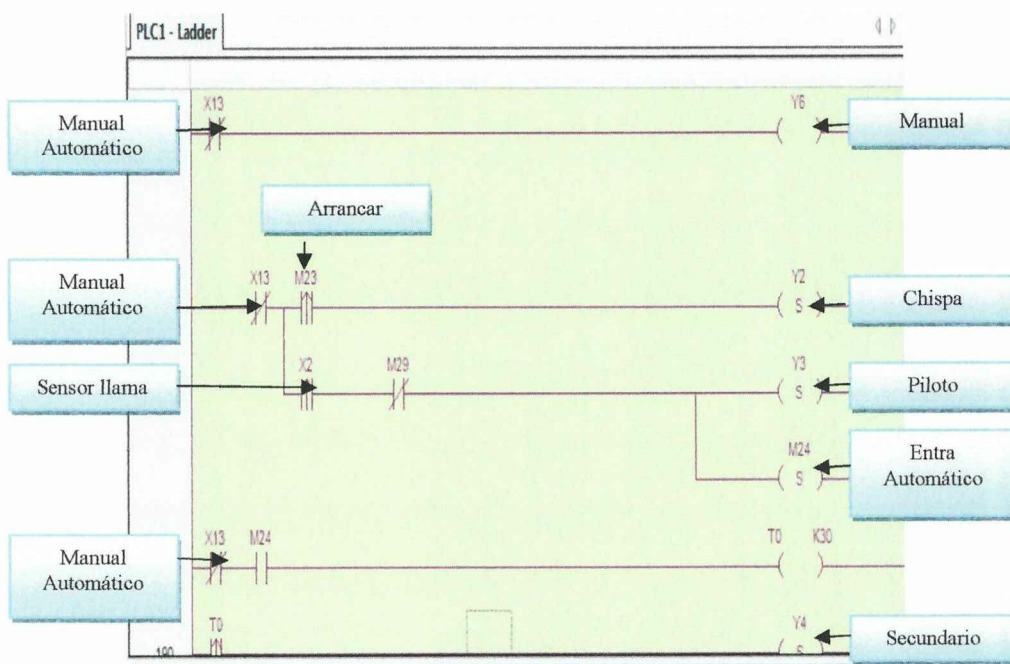 PLC1 - Ladder
X13
Y6
Manual
Automático
Manual
Arrancar
X13
M23
Y2
Manual
Automático
S
Chispa
X2
M29
Y3
Sensor llama
S
Piloto
M24
S
Entra
Automático
X13
M24
T0
K30
Manual
Automático
T0
Y4
190
S
Secundario